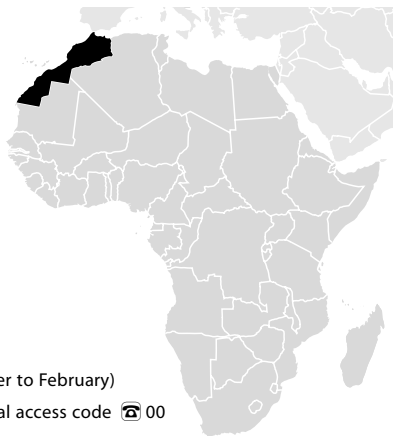 er to February)
al access code ☎ 00